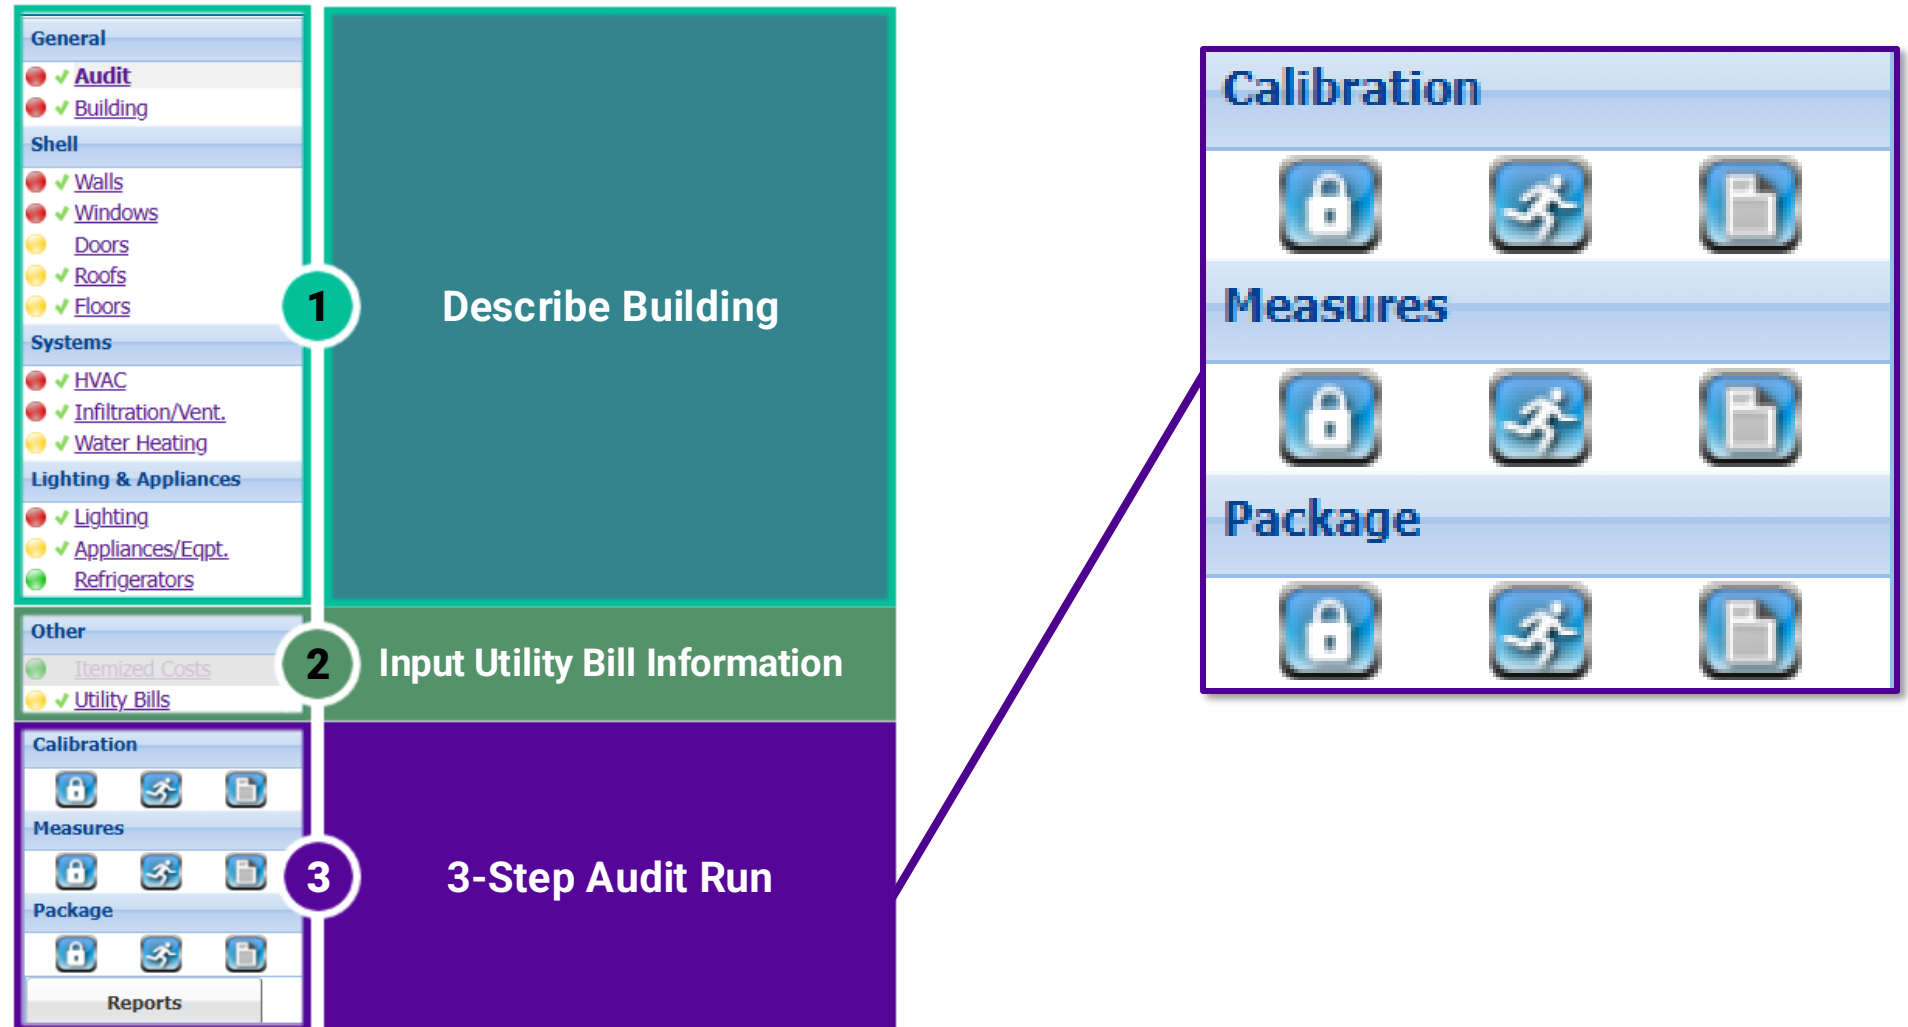 General
Audit
Building
Shell
Walls
Windows
Doors
Roofs
Floors
Systems
HVAC
Infiltration/Vent.
Water Heating
Lighting & Appliances
Lighting
Appliances/Eqpt.
Refrigerators
1
Describe Building
Other
Itemized Costs
Utility Bills
2
Input Utility Bill Information
Calibration
Measures
Package
Reports
3
3-Step Audit Run
Calibration
Measures
Package